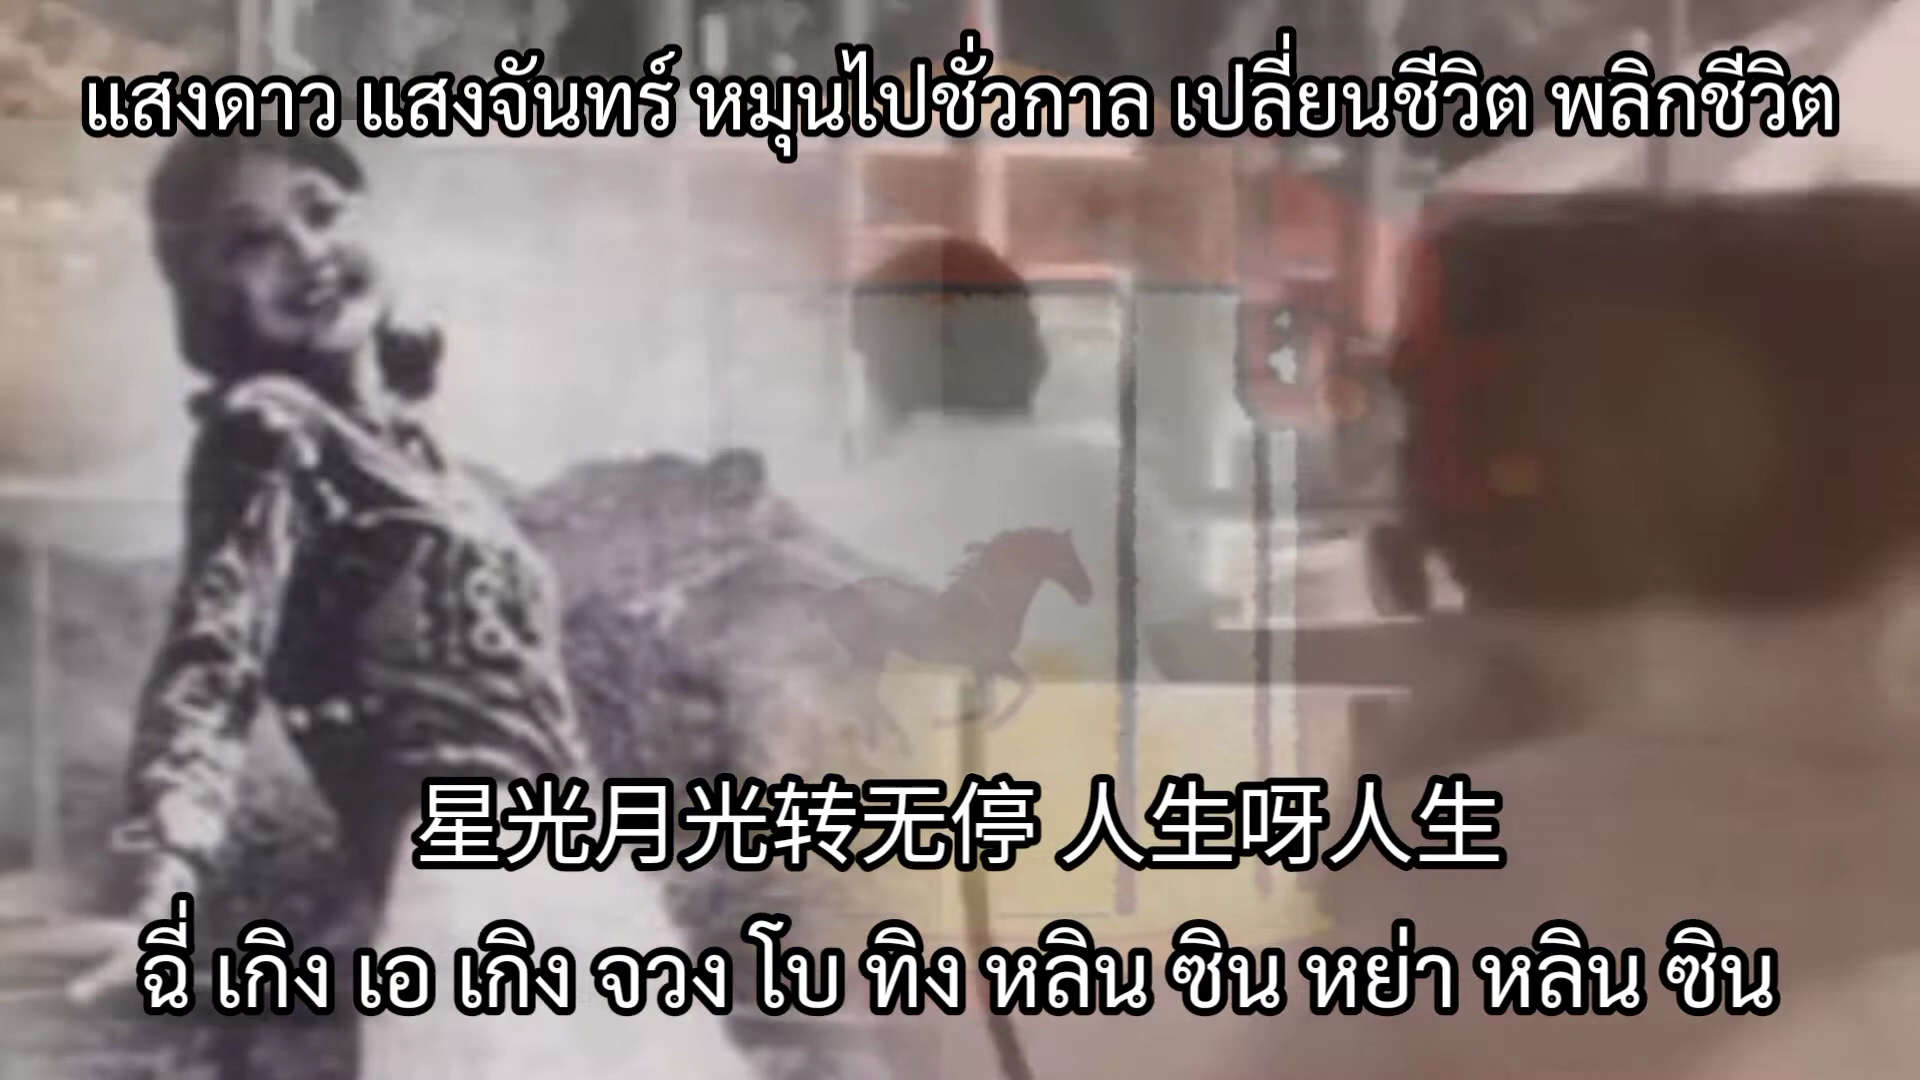 แสงดาว แสงจันทร์ หมุนไปชั่วกาล เปลี่ยนชีวิต พลิกชีวิต
星光月光转无停 人生呀人生
ฉี่ เกิง เอ เกิง จวง โบ ทิง หลิน ซิน หย่า หลิน ซิน